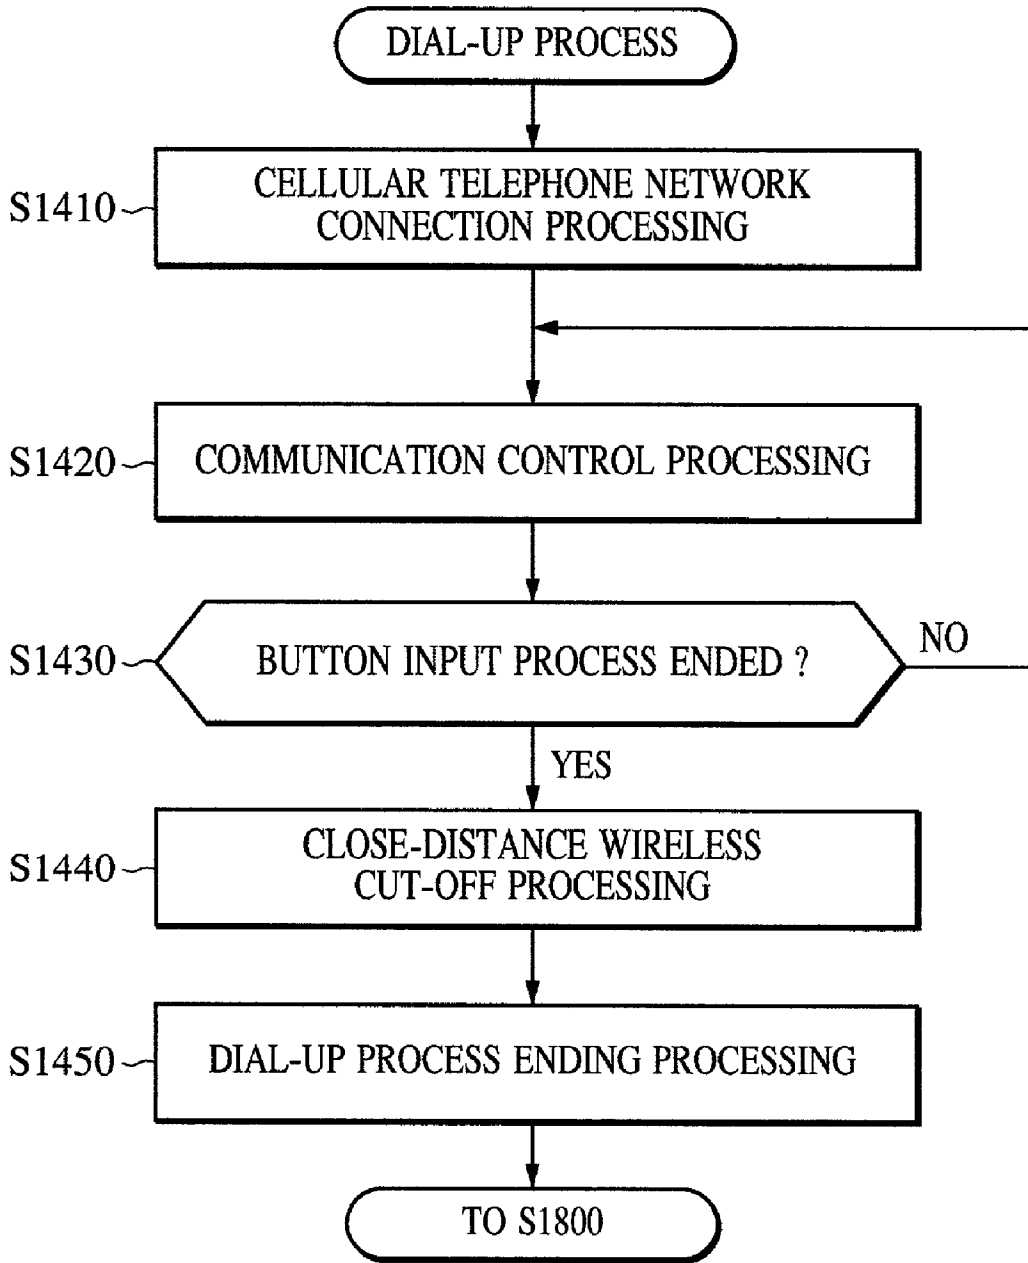 DIAL-UP PROCESS
S1410
CELLULAR TELEPHONE NETWORK
CONNECTION PROCESSING
S1420
COMMUNICATION CONTROL PROCESSING
S1430
BUTTON INPUT PROCESS ENDED ?
NO
YES
S1440
CLOSE-DISTANCE WIRELESS
CUT-OFF PROCESSING
S1450
DIAL-UP PROCESS ENDING PROCESSING
TO S1800